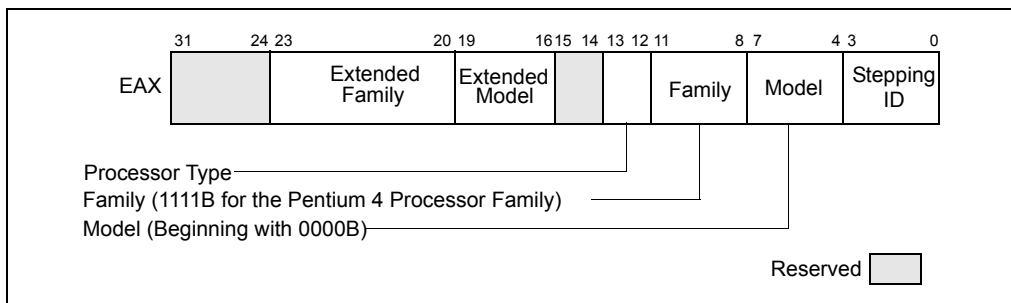 31 24 23 20 19 16 15 14 13 12 11 8 7 4 3 0
EAX
Extended
Family
Extended
Model
Family
Model
Stepping
ID
Processor Type
Family (1111B for the Pentium 4 Processor Family)
Model (Beginning with 0000B)
Reserved